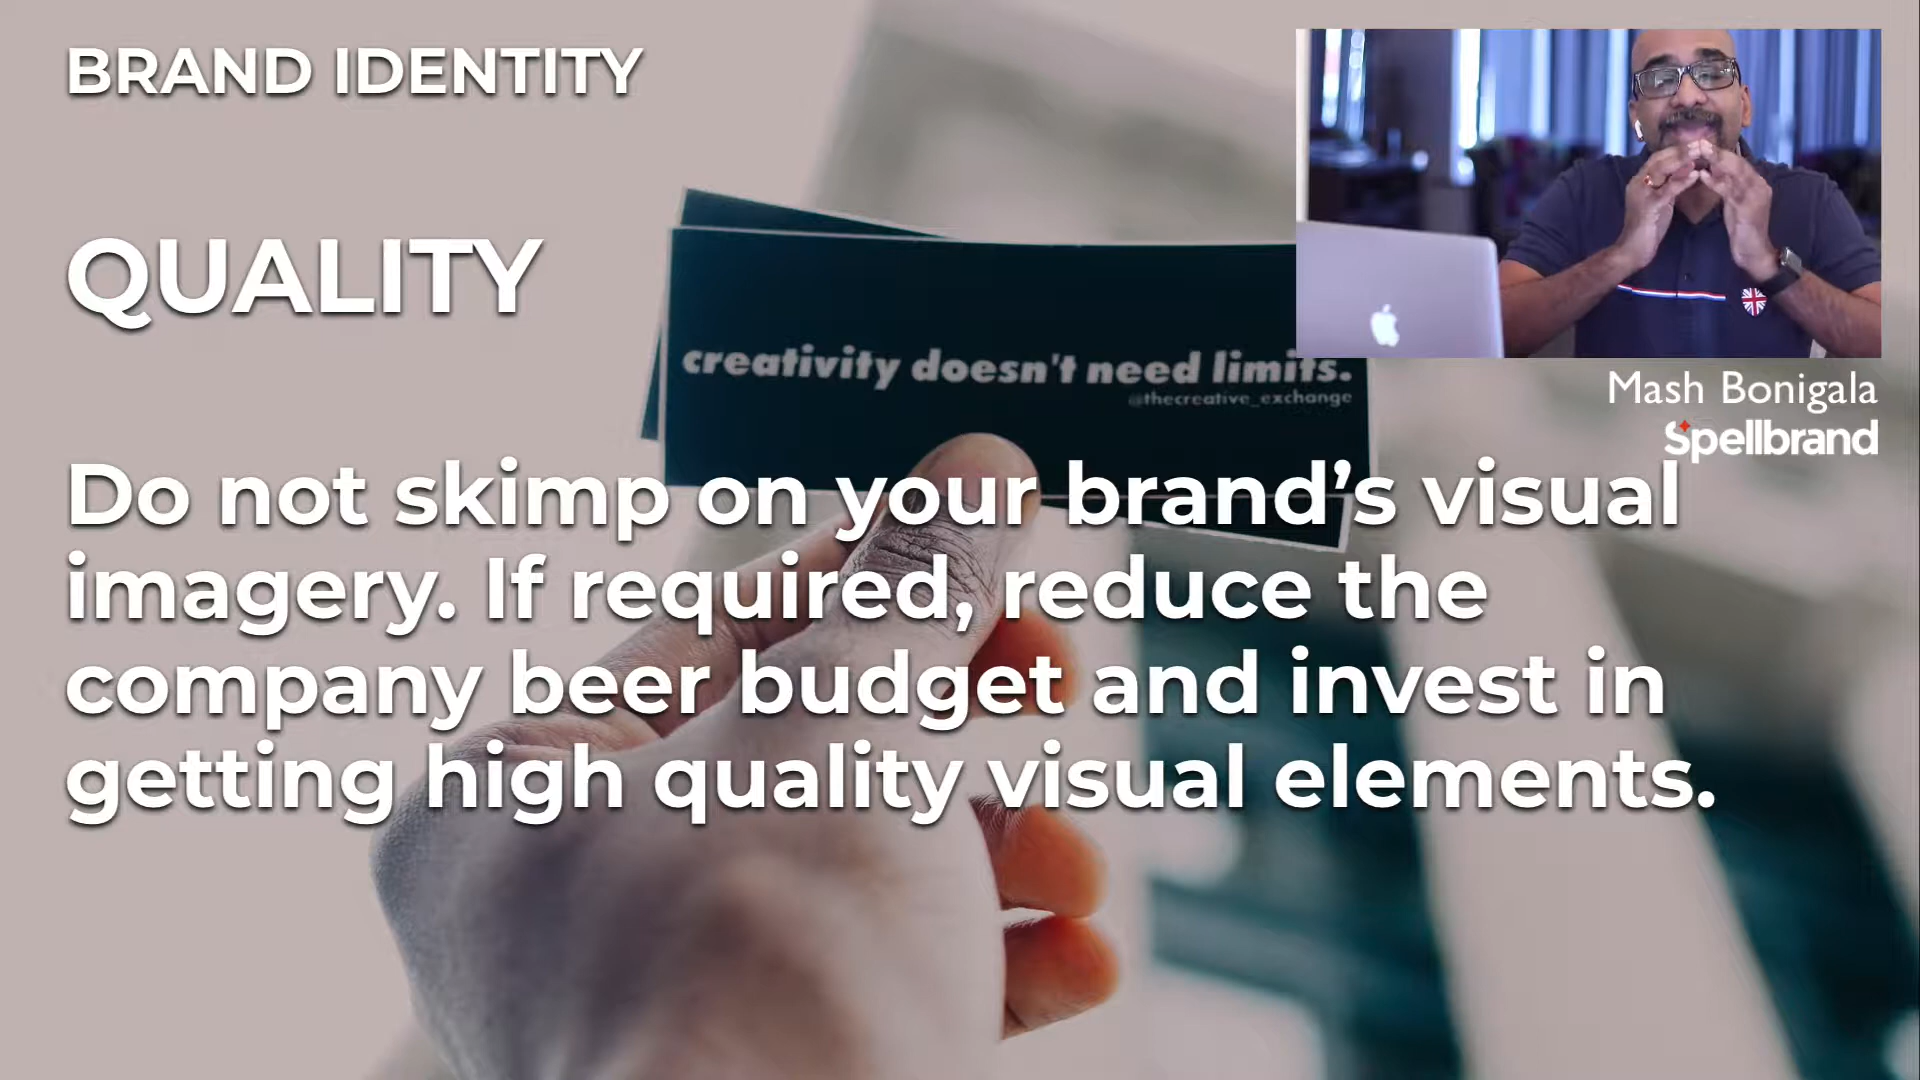 BRAND IDENTITY
QUALITY
creativity doesn't need limits.
@thecreative_exchange
Mash Bonigala
Spellbrand
Do not skimp on your brand’s visual
imagery. If required, reduce the
company beer budget and invest in
getting high quality visual elements.